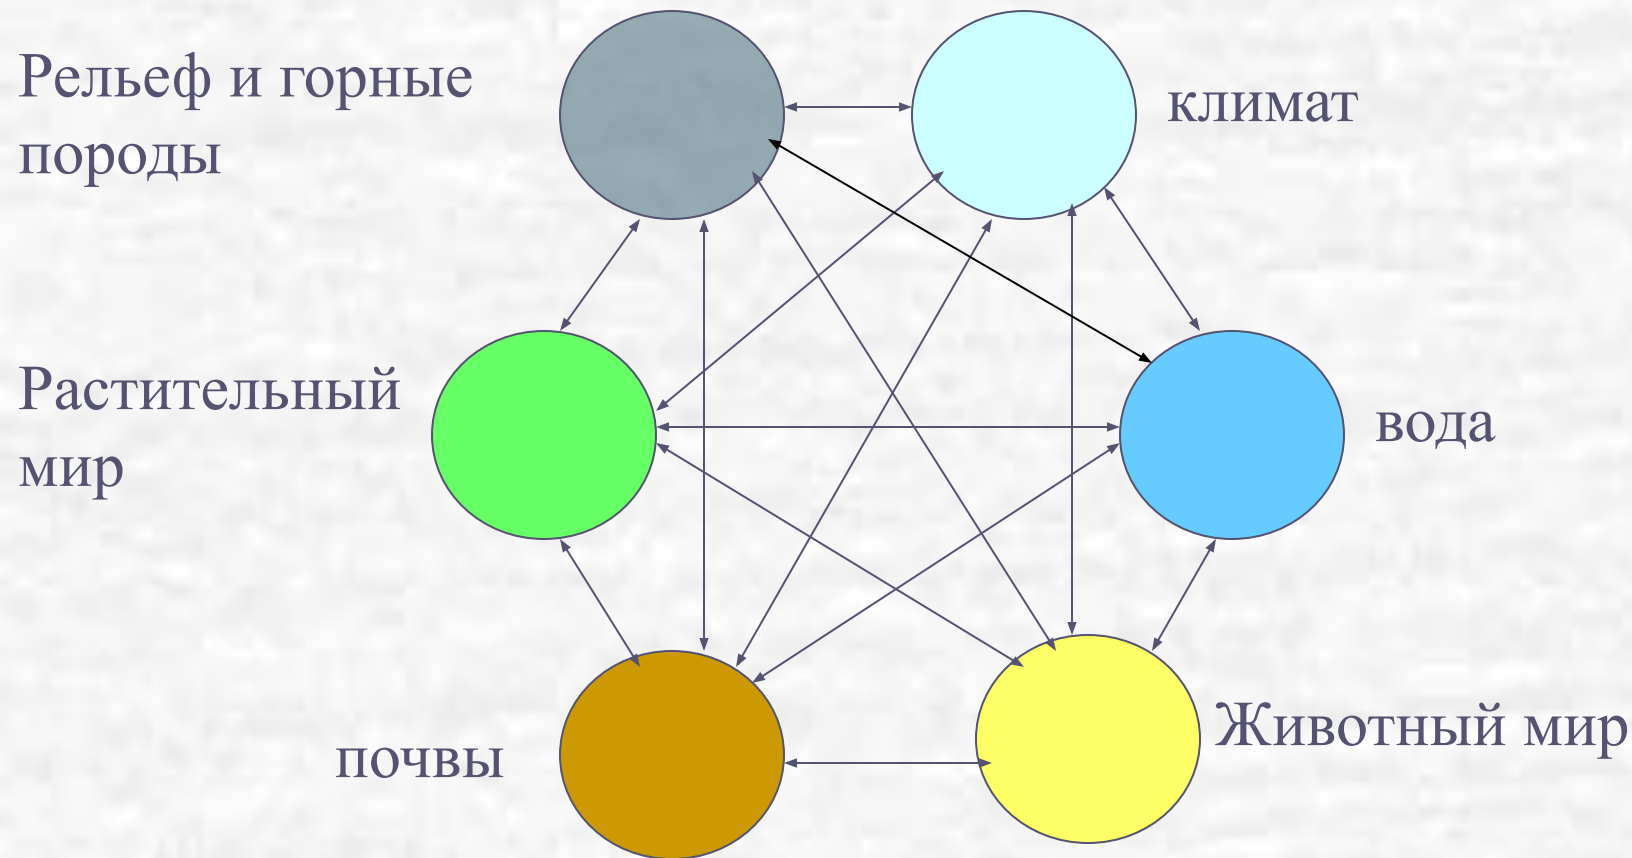 Рельеф и горные
породы
климат
Растительный
мир
вода
почвы
Животный мир